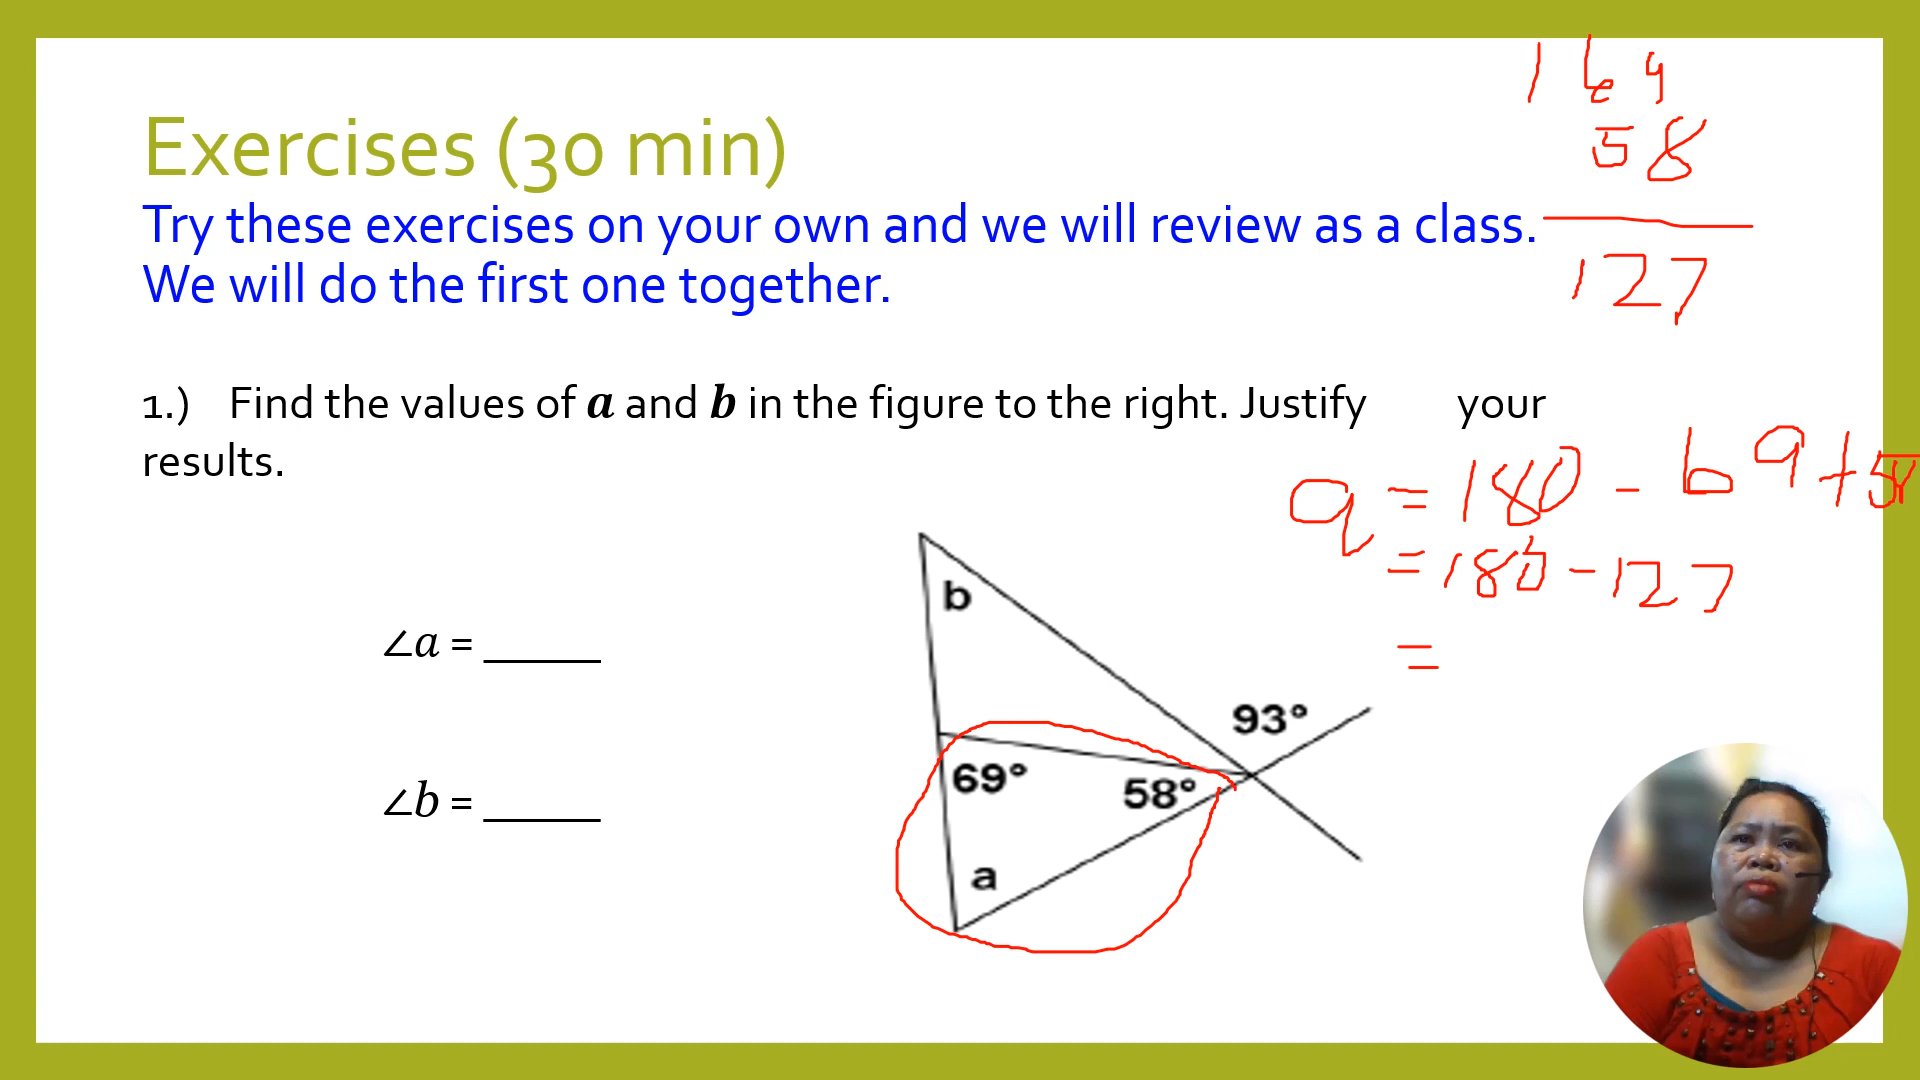 Exercises (30 min)
Try these exercises on your own and we will review as a class.
We will do the first one together.
1 69
58
127
1.) Find the values of a and b in the figure to the right. Justify your
results.
a = 180 - 69 + 58
= 180 - 127
=
∠a = _____
∠b = _____
b
93°
69°
58°
a